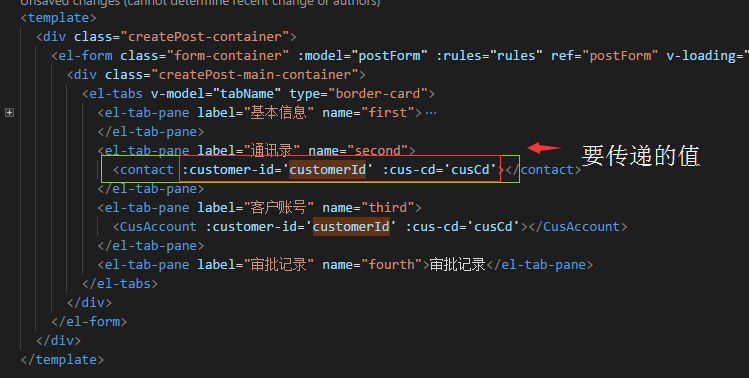 Unsaved changes (cannot determine recent change or authors)
<template>
<div class="createPost-container">
<el-form class="form-container" :model="postForm" :rules="rules" ref="postForm" v-loading="
<div class="createPost-main-container">
<el-tabs v-model="tabName" type="border-card">
<el-tab-pane label="基本信息" name="first">…
</el-tab-pane>
<el-tab-pane label="通讯录" name="second">
<contact :customer-id='customerId' :cus-cd='cusCd'></contact>
要传递的值
</el-tab-pane>
<el-tab-pane label="客户账号" name="third">
<CusAccount :customer-id='customerId' :cus-cd='cusCd'></CusAccount>
</el-tab-pane>
<el-tab-pane label="审批记录" name="fourth">审批记录</el-tab-pane>
</el-tabs>
</div>
</el-form>
</div>
</template>